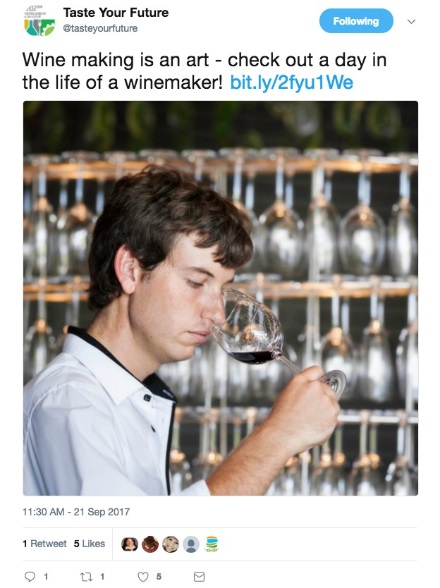 Taste Your Future
@tasteyourfuture
Following
Wine making is an art - check out a day in
the life of a winemaker! bit.ly/2fyu1We
11:30 AM - 21 Sep 2017
1 Retweet 5 Likes
1 1 5